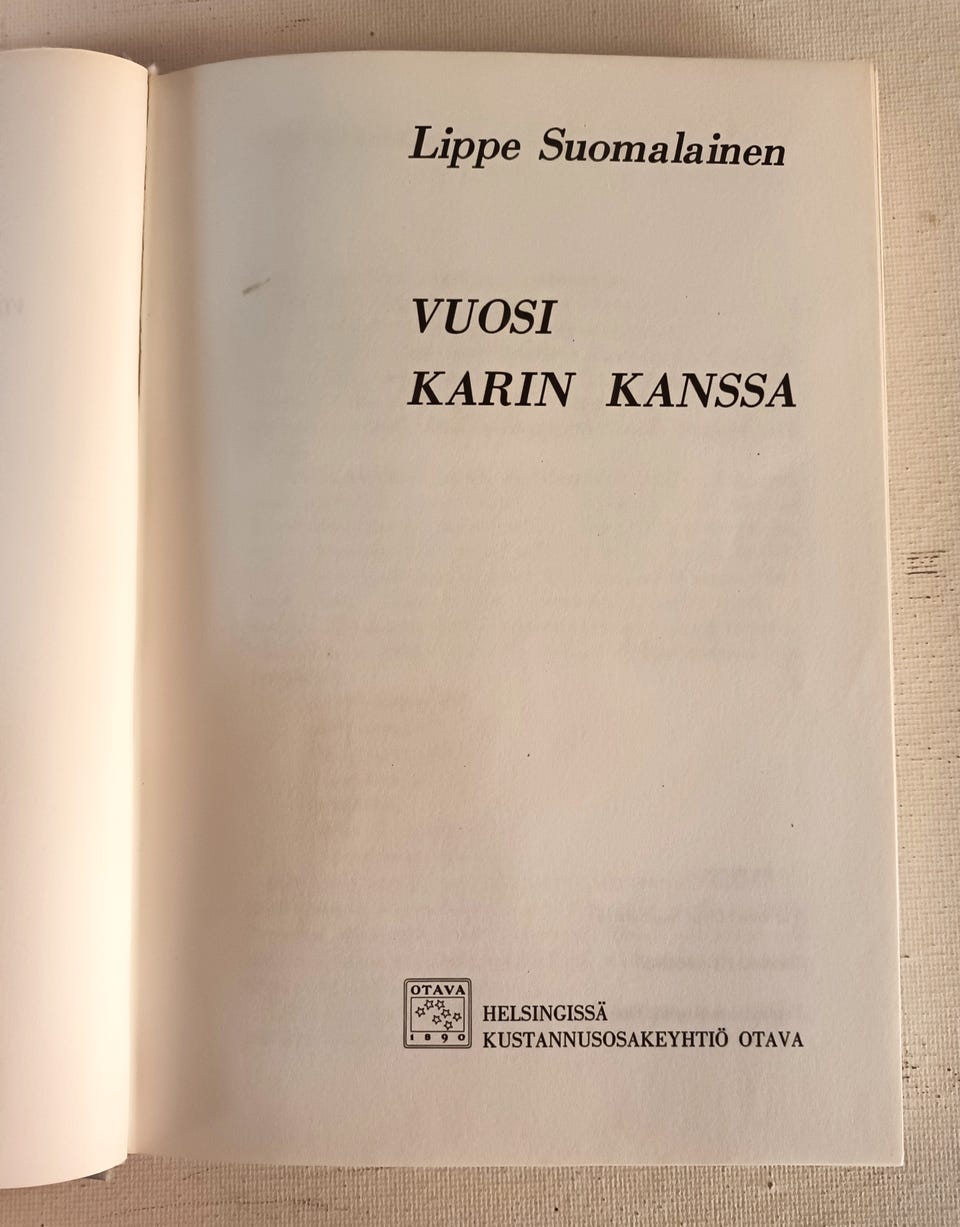 Lippe Suomalainen
VUOSI
KARIN KANSSA
OTAVA
1890
HELSINGISSÄ
KUSTANNUSOSAKEYHTIÖ OTAVA